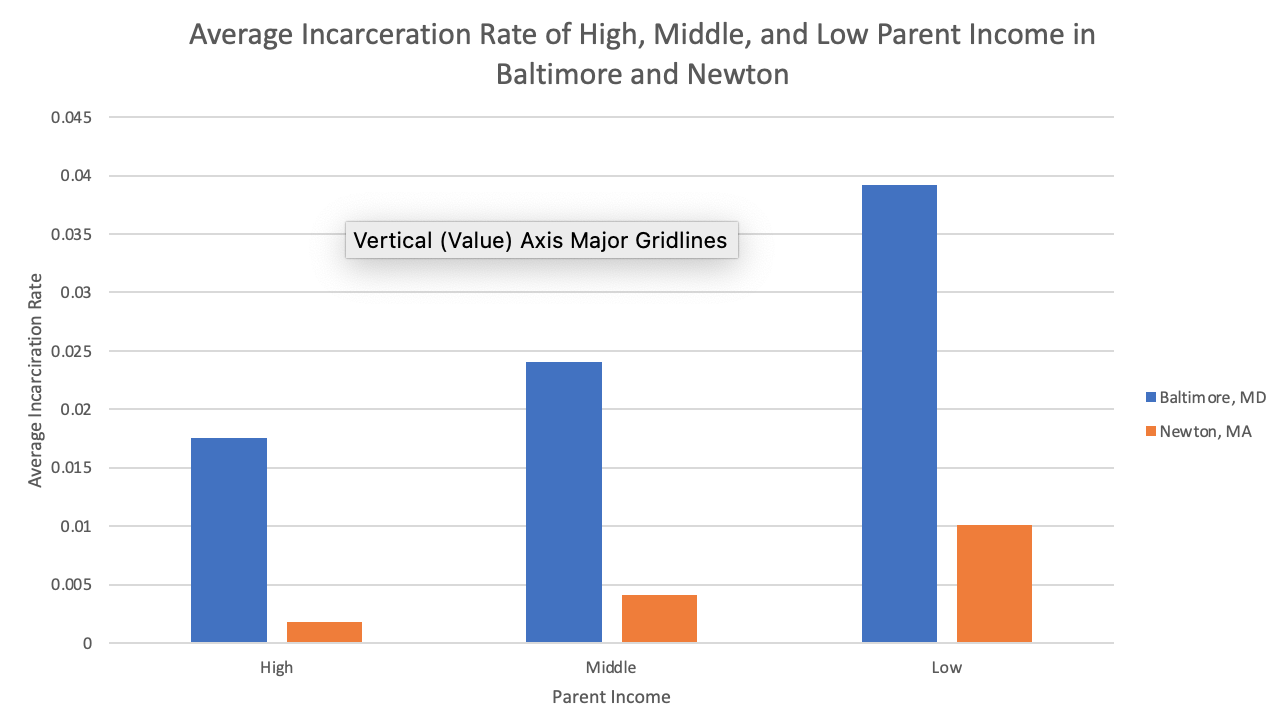 Average Incarceration Rate of High, Middle, and Low Parent Income in
Baltimore and Newton
0.045
0.04
0.035
0.03
0.025
0.02
0.015
0.01
0.005
0
Average Incarciration Rate
Vertical (Value) Axis Major Gridlines
High
Middle
Low
Parent Income
Baltimore, MD
Newton, MA